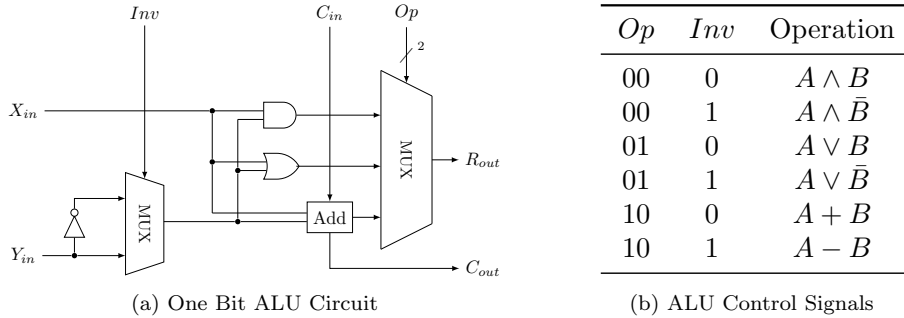 Inv
C_in
Op
2
X_in
MUX
R_out
MUX
Add
Y_in
C_out
(a) One Bit ALU Circuit
Op Inv Operation
00 0 A ∧ B
00 1 A ∧ B̄
01 0 A ∨ B
01 1 A ∨ B̄
10 0 A + B
10 1 A − B
(b) ALU Control Signals